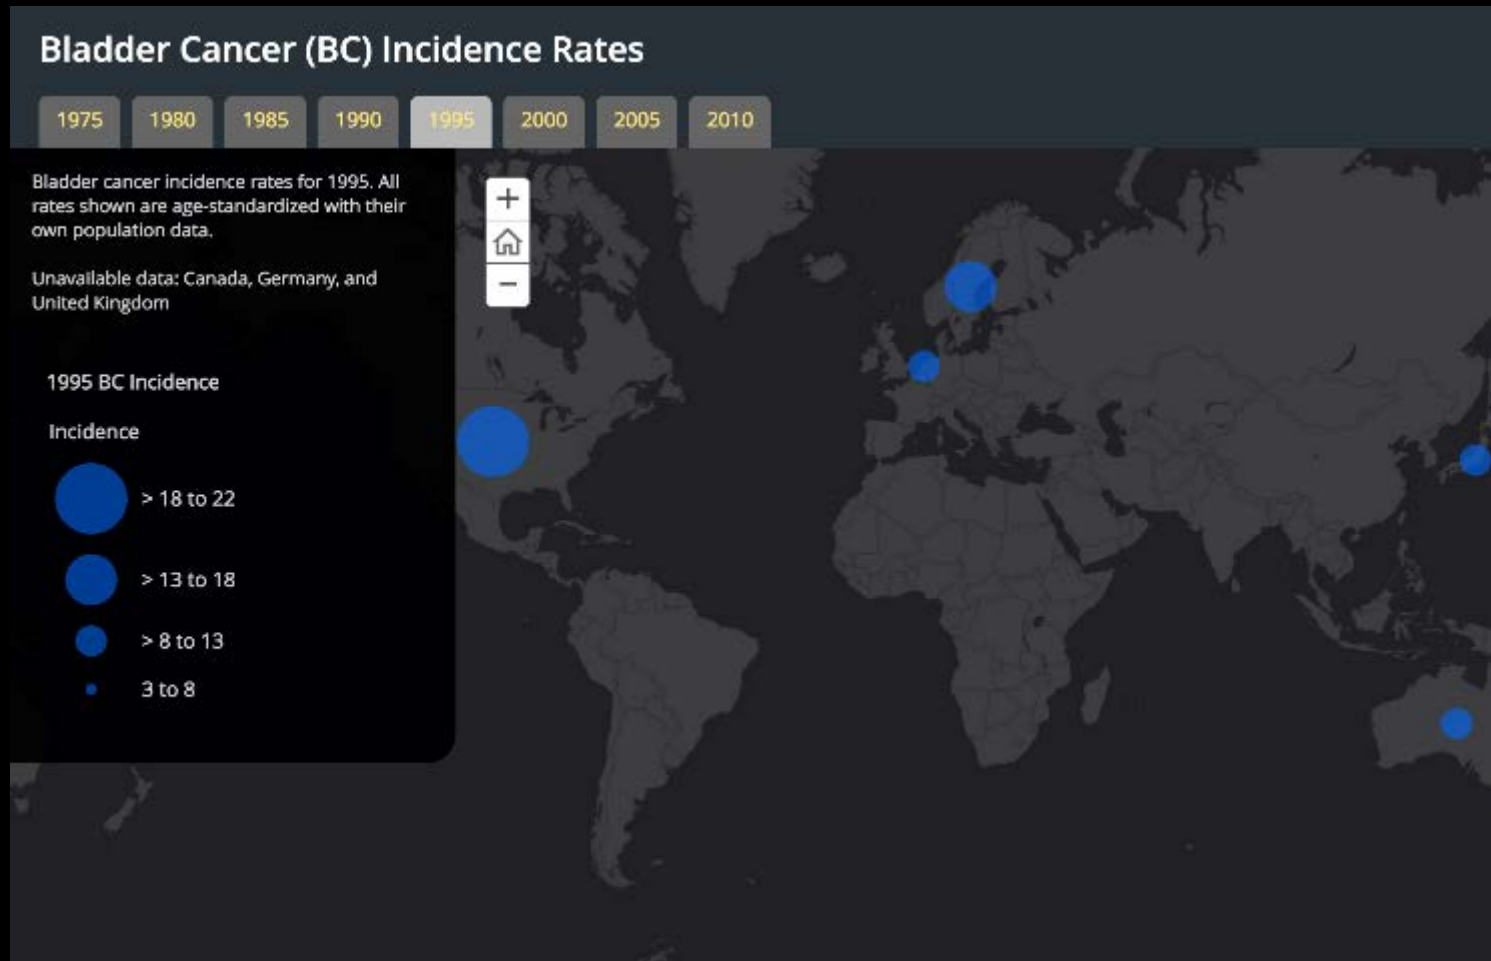 Bladder Cancer (BC) Incidence Rates
1975 1980 1985 1990 1995 2000 2005 2010
Bladder cancer incidence rates for 1995. All
rates shown are age-standardized with their
own population data.
Unavailable data: Canada, Germany, and
United Kingdom
1995 BC Incidence
Incidence
> 18 to 22
> 13 to 18
> 8 to 13
3 to 8
+
−